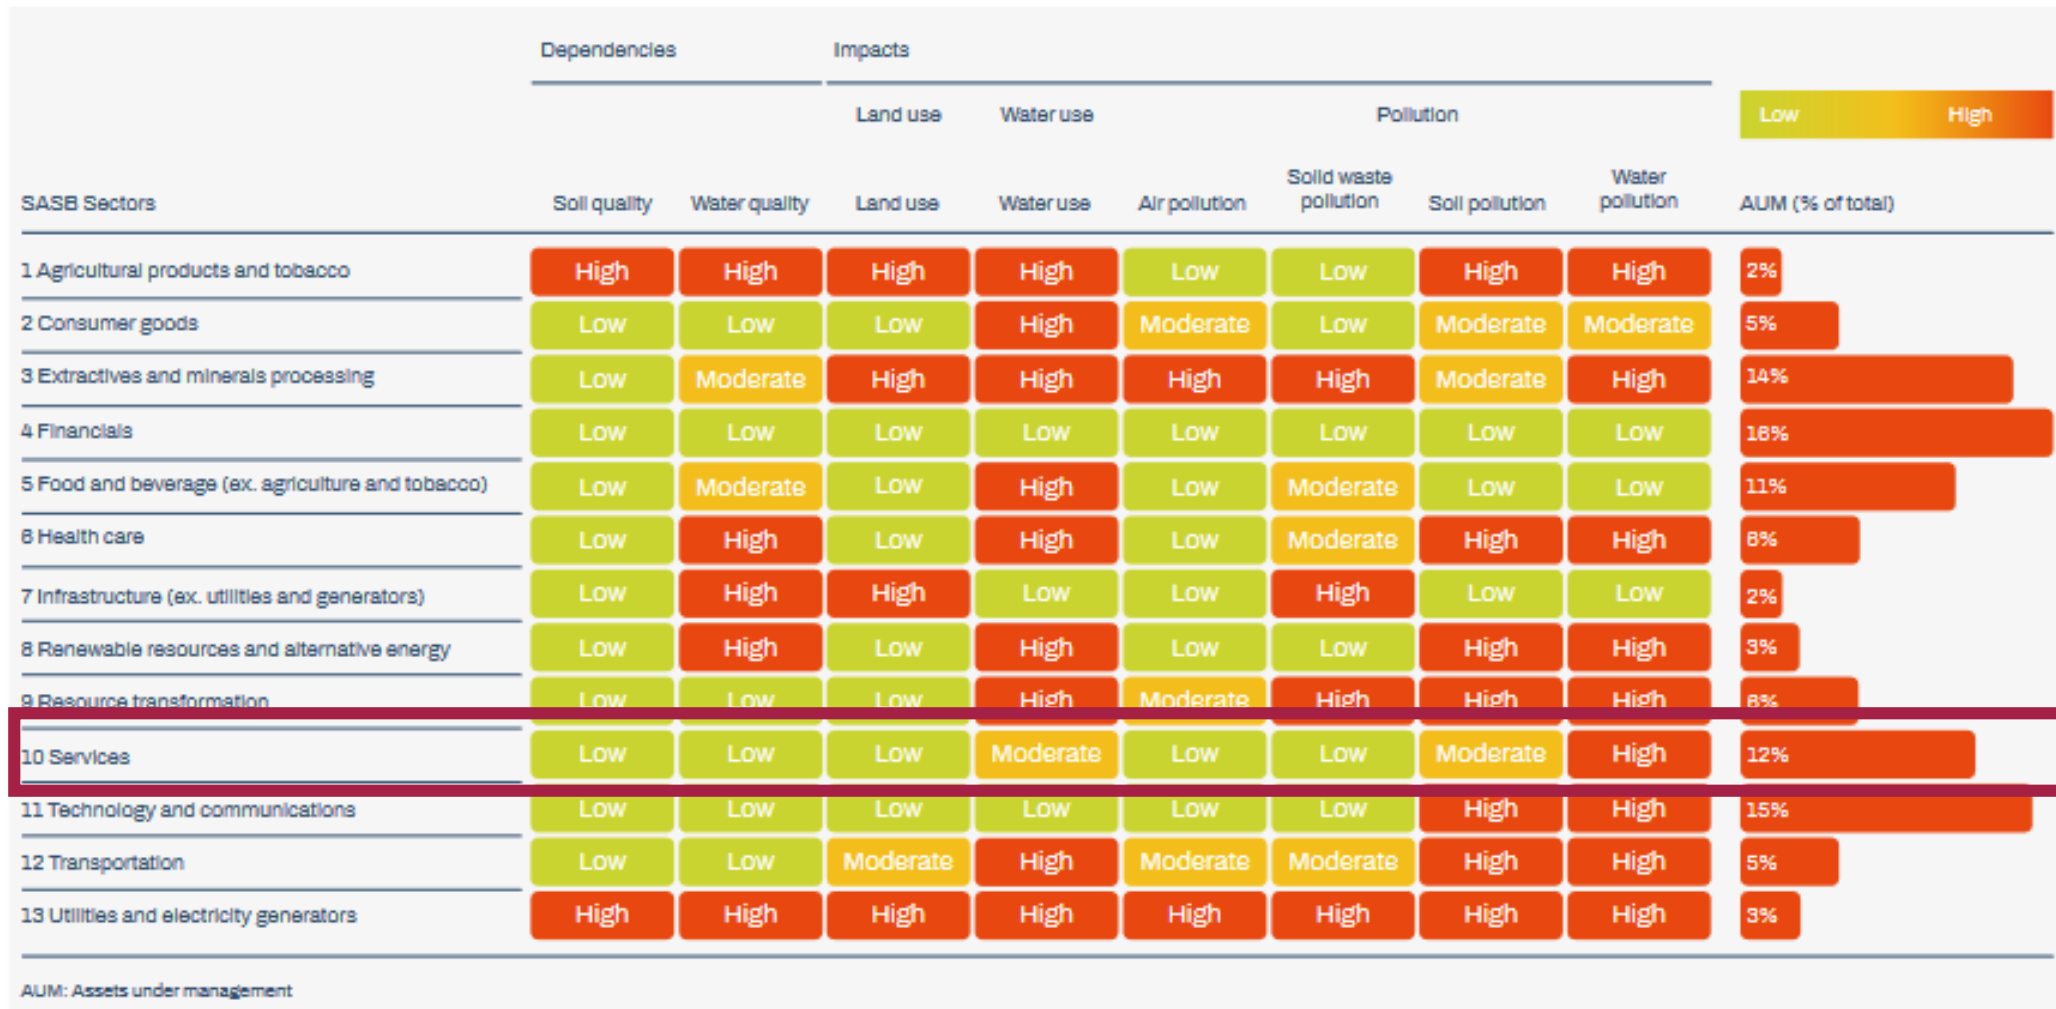 Dependencies Impacts
Land use Water use Pollution Low High
SASB Sectors Soil quality Water quality Land use Water use Air pollution Solid waste pollution Soil pollution Water pollution AUM (% of total)
1 Agricultural products and tobacco High High High High Low Low High High 2%
2 Consumer goods Low Low Low High Moderate Low Moderate Moderate 5%
3 Extractives and minerals processing Low Moderate High High High High Moderate High 14%
4 Financials Low Low Low Low Low Low Low Low 16%
5 Food and beverage (ex. agriculture and tobacco) Low Moderate Low High Low Moderate Low Low 11%
6 Health care Low High Low High Low Moderate High High 6%
7 Infrastructure (ex. utilities and generators) Low High High Low Low High Low Low 2%
8 Renewable resources and alternative energy Low High Low High Low Low High High 3%
9 Resource transformation Low Low Low High Moderate High High High 6%
10 Services Low Low Low Moderate Low Low Moderate High 12%
11 Technology and communications Low Low Low Low Low Low High High 15%
12 Transportation Low Low Moderate High Moderate Moderate High High 5%
13 Utilities and electricity generators High High High High High High High High 3%
AUM: Assets under management